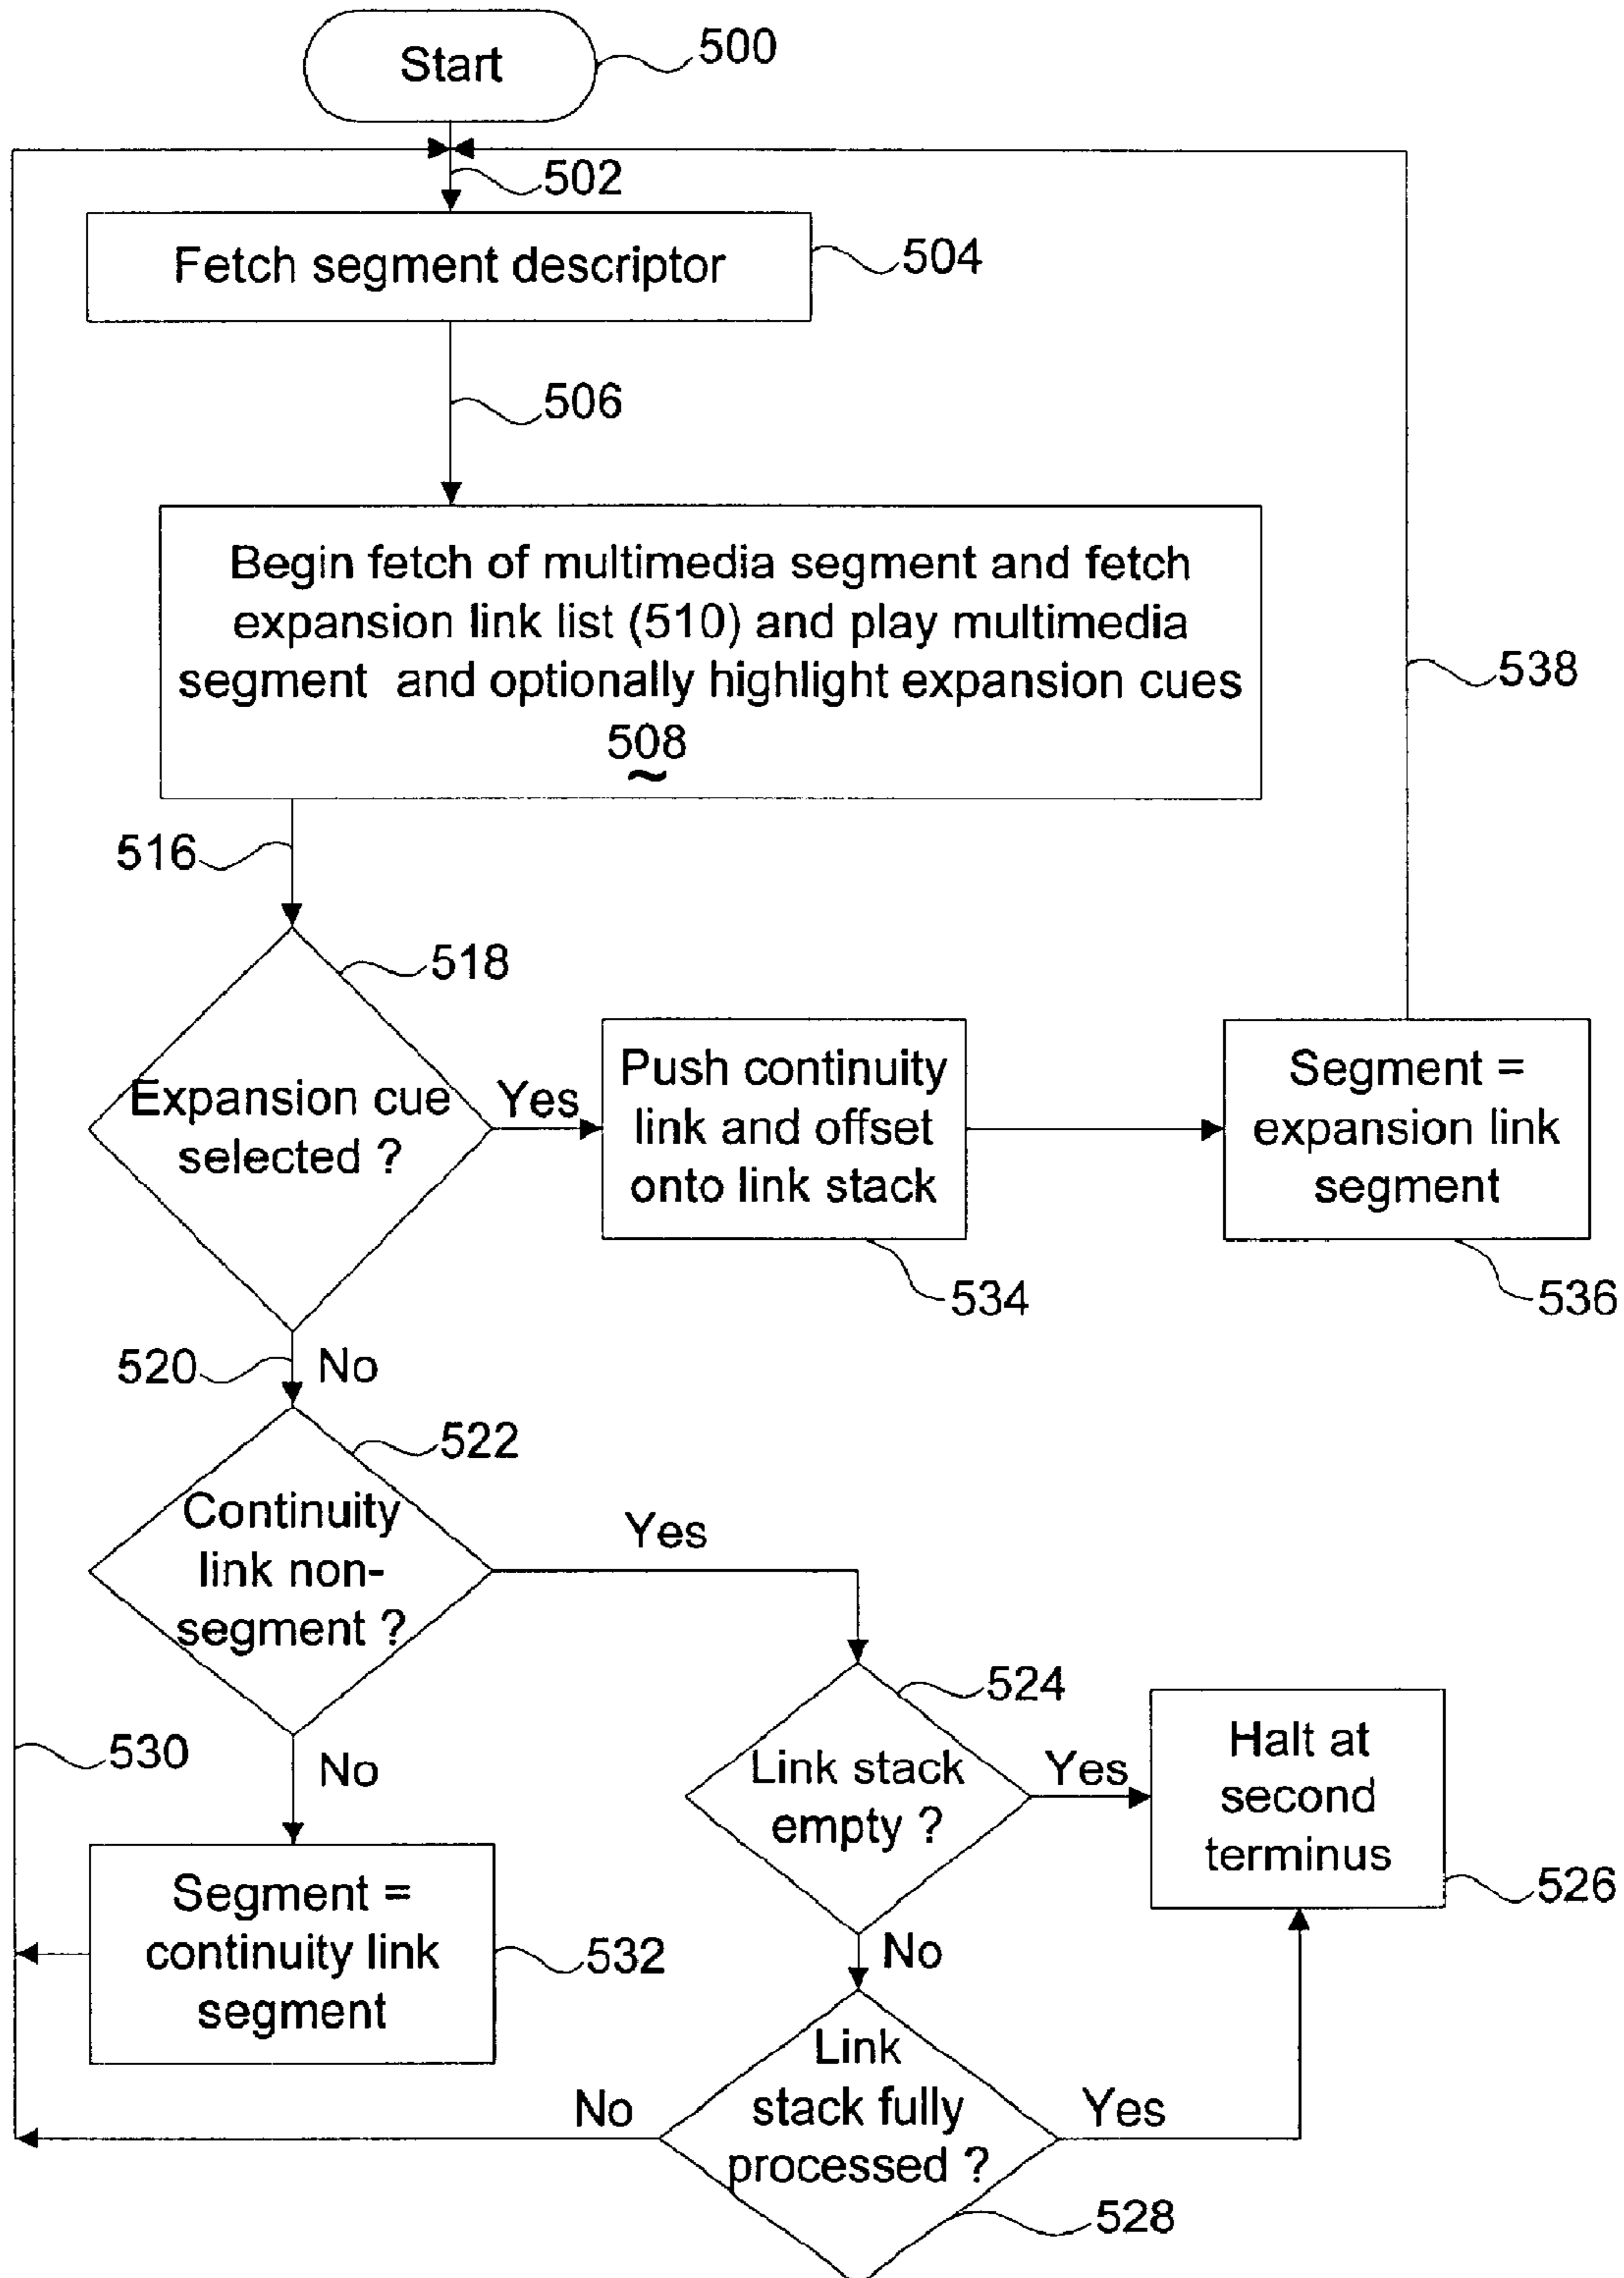 Start
500
502
Fetch segment descriptor
504
506
Begin fetch of multimedia segment and fetch
expansion link list (510) and play multimedia
segment and optionally highlight expansion cues
508
538
516
518
Expansion cue
selected ?
Yes
Push continuity
link and offset
onto link stack
534
Segment =
expansion link
segment
536
520
No
522
Continuity
link non-
segment ?
Yes
524
Link stack
empty ?
Yes
Halt at
second
terminus
526
530
No
Segment =
continuity link
segment
532
No
Link
stack fully
processed ?
No
Yes
528